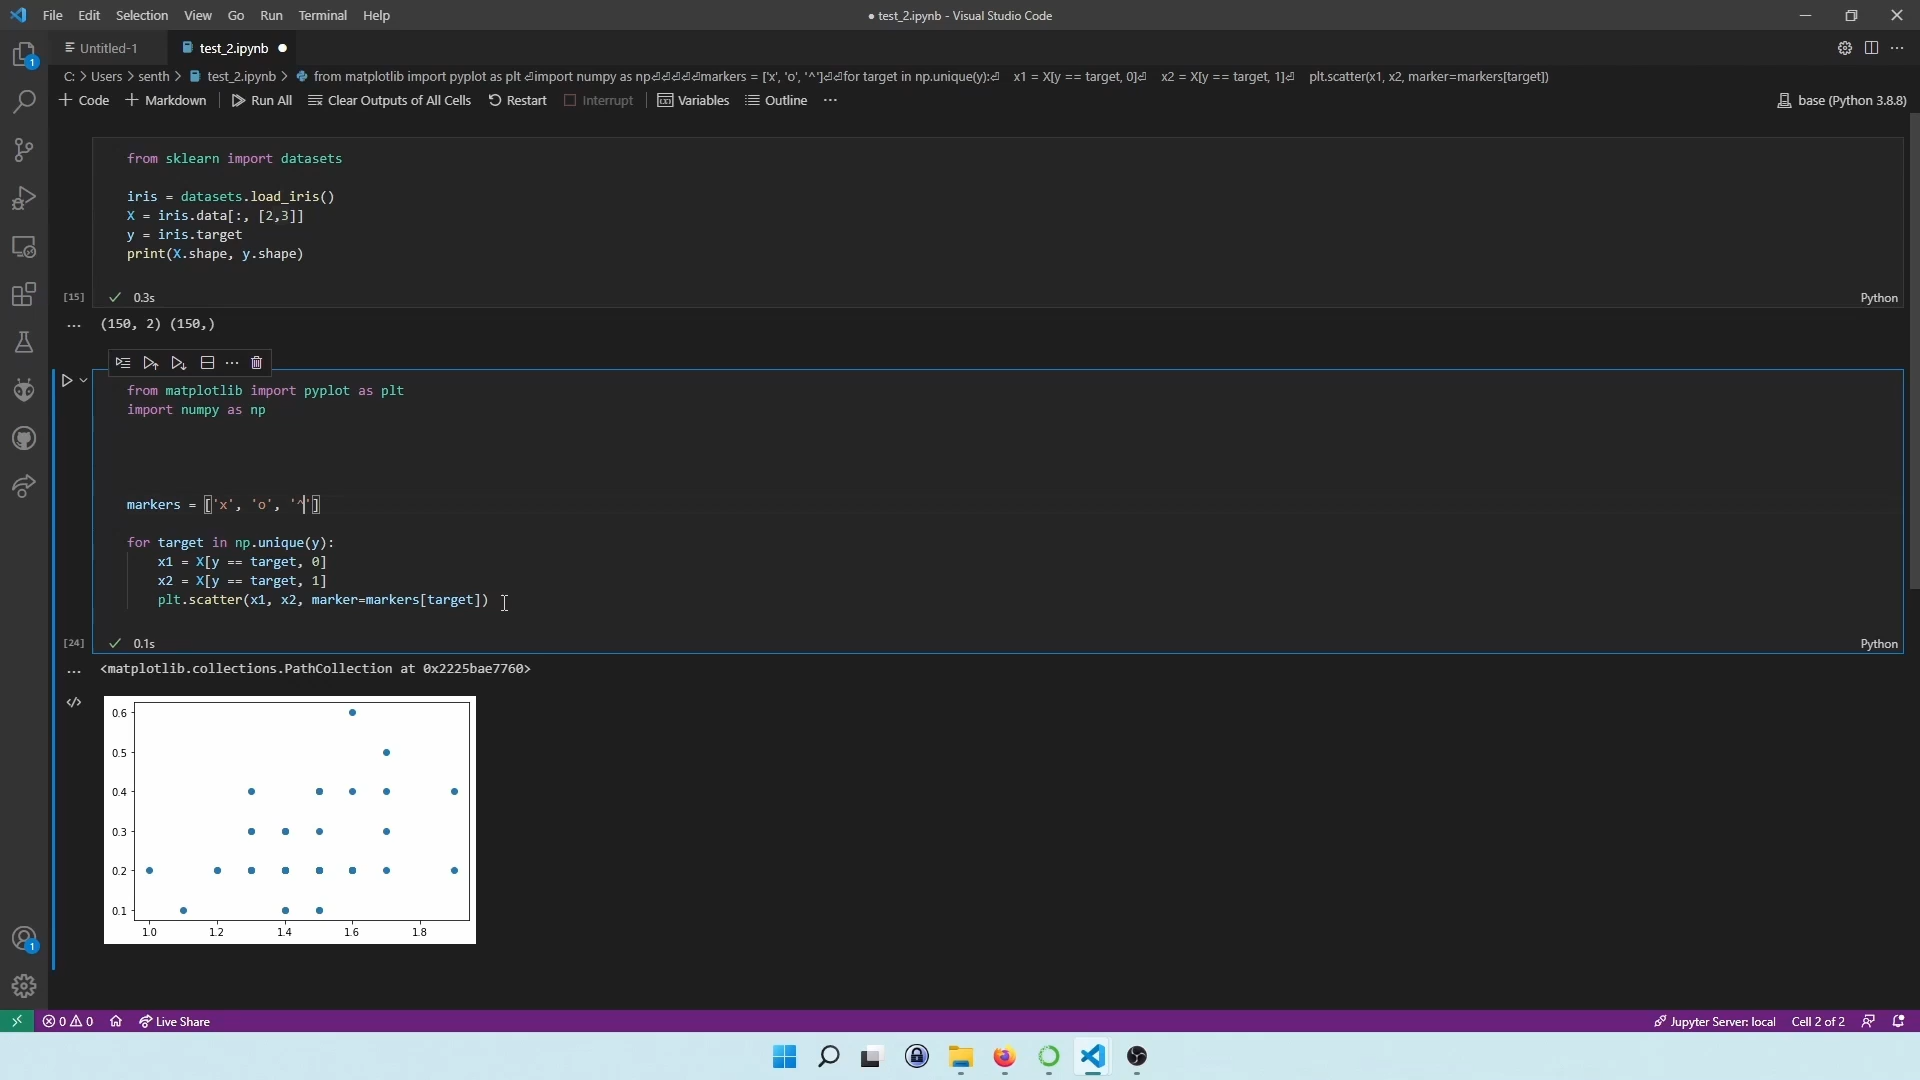 File Edit Selection View Go Run Terminal Help
● test_2.ipynb - Visual Studio Code
Untitled-1
test_2.ipynb ●
C: > Users > senth > test_2.ipynb > from matplotlib import pyplot as plt ⏎import numpy as np⏎⏎⏎⏎⏎markers = ['x', 'o', '^']⏎⏎for target in np.unique(y):⏎ x1 = X[y == target, 0]⏎ x2 = X[y == target, 1]⏎ plt.scatter(x1, x2, marker=markers[target])
+ Code + Markdown Run All Clear Outputs of All Cells Restart Interrupt Variables Outline ···
base (Python 3.8.8)
from sklearn import datasets
iris = datasets.load_iris()
X = iris.data[:, [2,3]]
y = iris.target
print(X.shape, y.shape)
[15] ✓ 0.3s
Python
... (150, 2) (150,)
from matplotlib import pyplot as plt
import numpy as np
markers = ['x', 'o', '^']
for target in np.unique(y):
    x1 = X[y == target, 0]
    x2 = X[y == target, 1]
    plt.scatter(x1, x2, marker=markers[target])
[24] ✓ 0.1s
Python
... <matplotlib.collections.PathCollection at 0x2225bae7760>
0.6
0.5
0.4
0.3
0.2
0.1
1.0 1.2 1.4 1.6 1.8
1
1
0 0 Live Share
Jupyter Server: local Cell 2 of 2